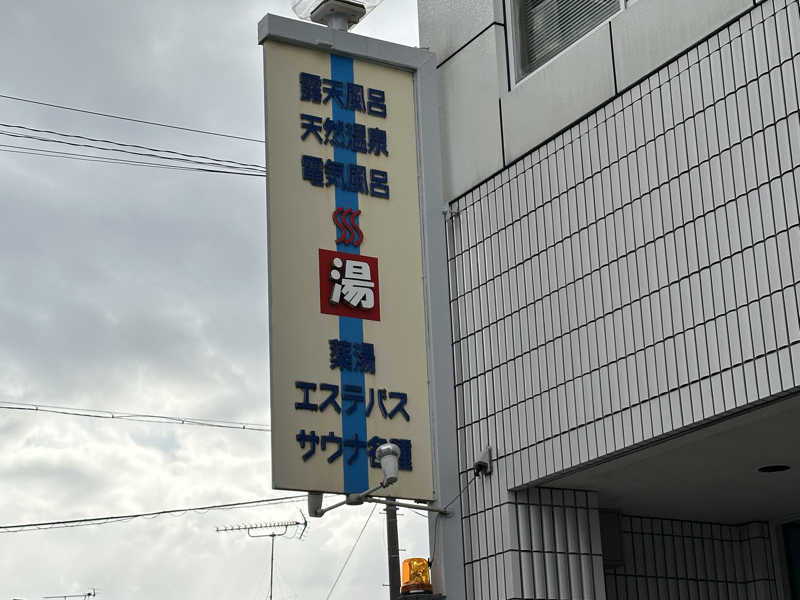 露天風呂
天然温泉
電気風呂
湯
薬湯
エステバス
サウナ各種